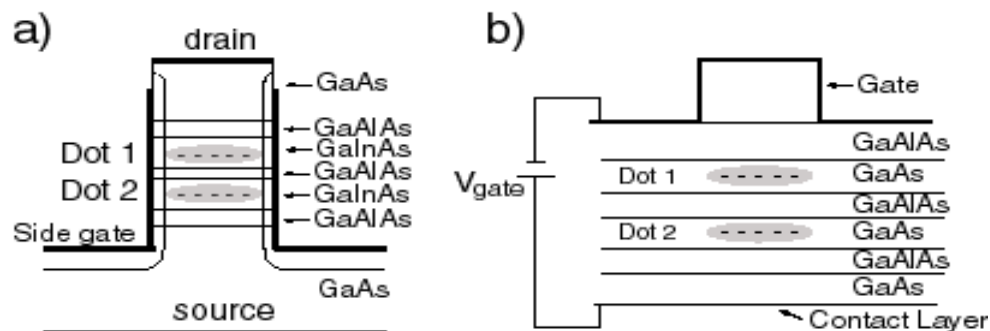 a)
drain
GaAs
GaAlAs
GaInAs
GaAlAs
GaInAs
GaAlAs
Dot 1
Dot 2
Side gate
GaAs
source
b)
Gate
V gate
GaAlAs
Dot 1 GaAs
GaAlAs
Dot 2 GaAs
GaAlAs
GaAs
Contact Layer